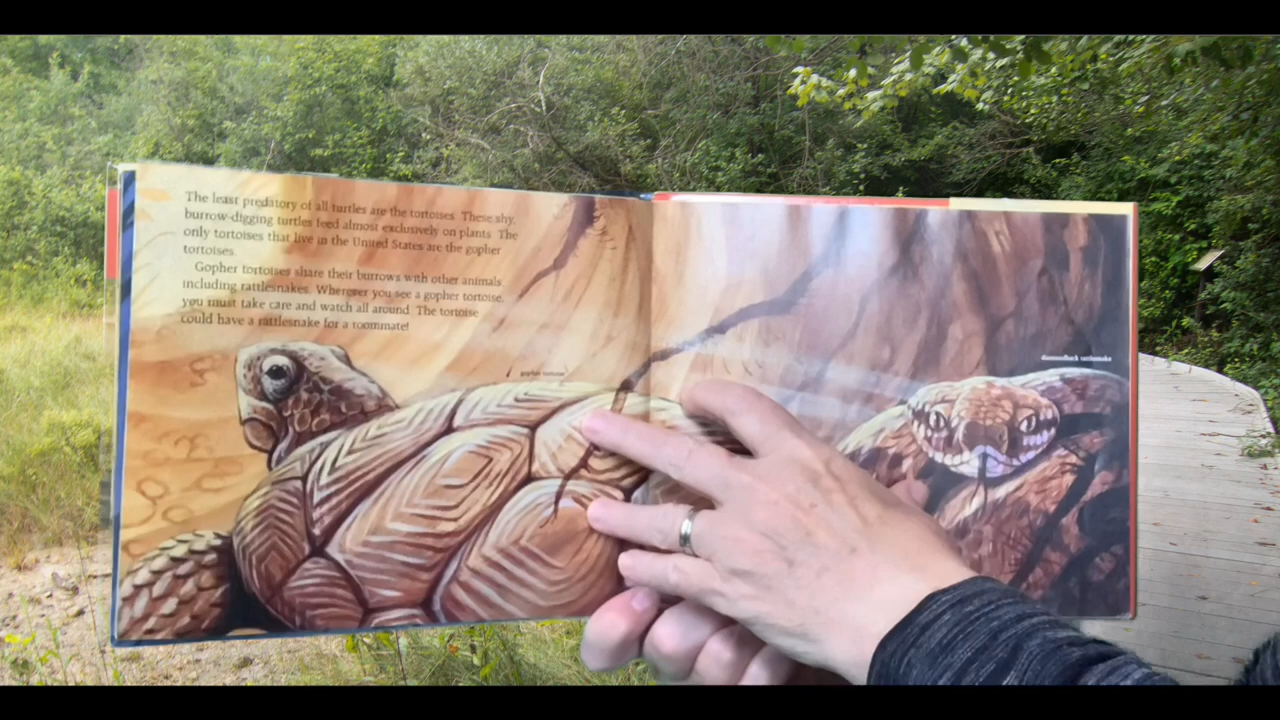 The least predatory of all turtles are the tortoises. These shy,
burrow-digging turtles feed almost exclusively on plants. The
only tortoises that live in the United States are the gopher
tortoises.
Gopher tortoises share their burrows with other animals
including rattlesnakes. Wherever you see a gopher tortoise,
you must take care and watch all around. The tortoise
could have a rattlesnake for a roommate!
gopher tortoise
diamondback rattlesnake